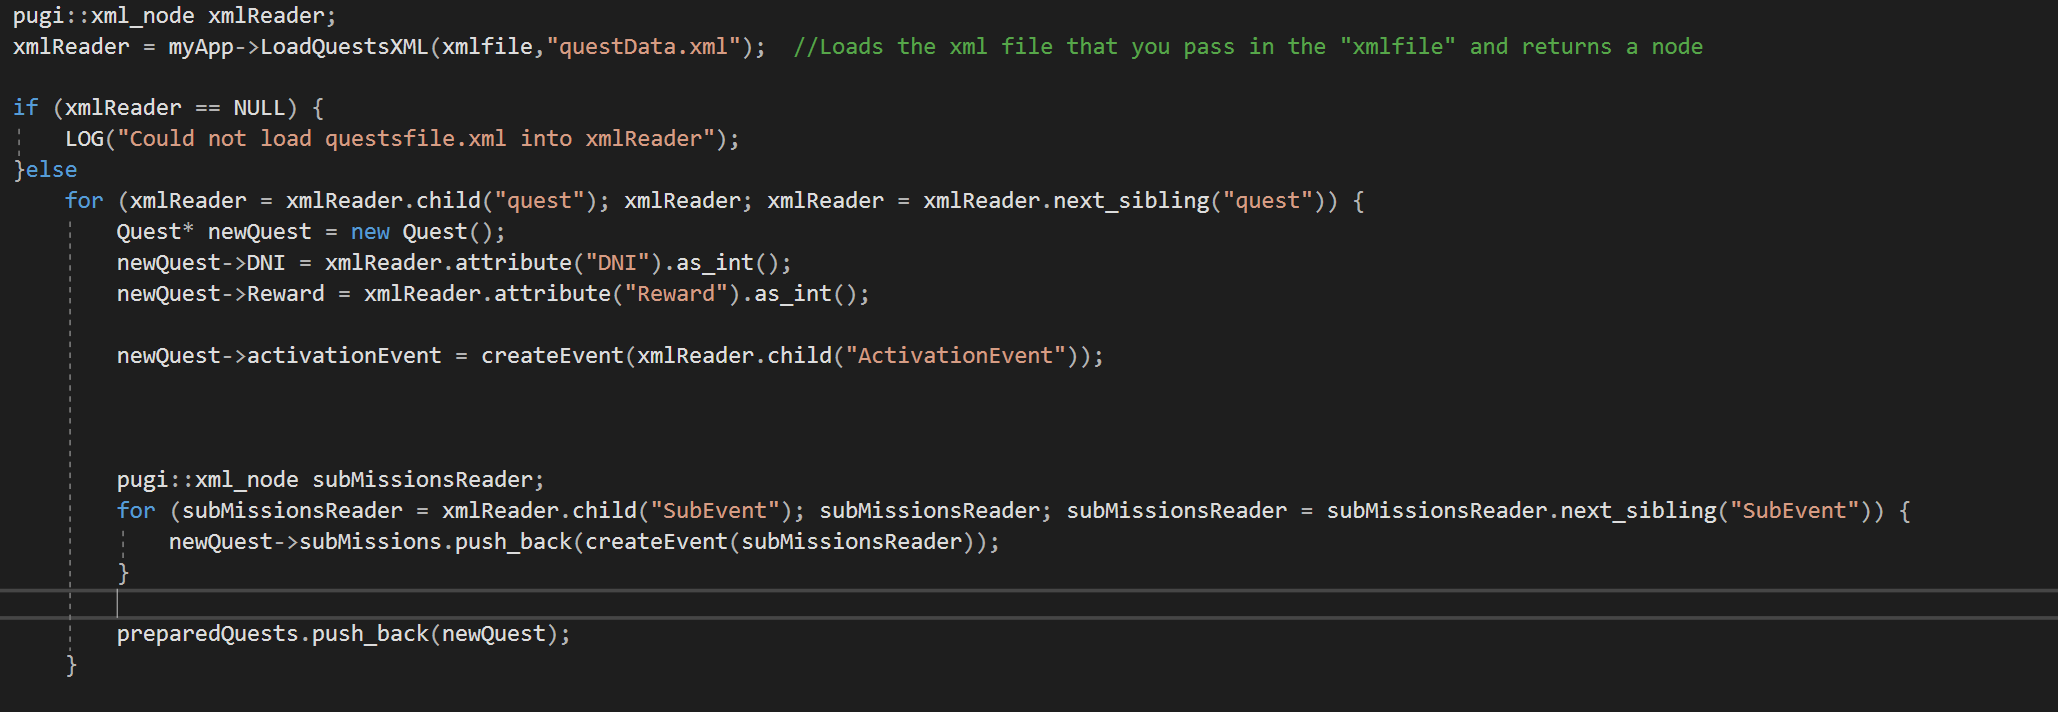 pugi::xml_node xmlReader;
xmlReader = myApp->LoadQuestsXML(xmlfile,"questData.xml");  //Loads the xml file that you pass in the "xmlfile" and returns a node
if (xmlReader == NULL) {
LOG("Could not load questsfile.xml into xmlReader");
}else
for (xmlReader = xmlReader.child("quest"); xmlReader; xmlReader = xmlReader.next_sibling("quest")) {
Quest* newQuest = new Quest();
newQuest->DNI = xmlReader.attribute("DNI").as_int();
newQuest->Reward = xmlReader.attribute("Reward").as_int();
newQuest->activationEvent = createEvent(xmlReader.child("ActivationEvent"));
pugi::xml_node subMissionsReader;
for (subMissionsReader = xmlReader.child("SubEvent"); subMissionsReader; subMissionsReader = subMissionsReader.next_sibling("SubEvent")) {
newQuest->subMissions.push_back(createEvent(subMissionsReader));
}
preparedQuests.push_back(newQuest);
}